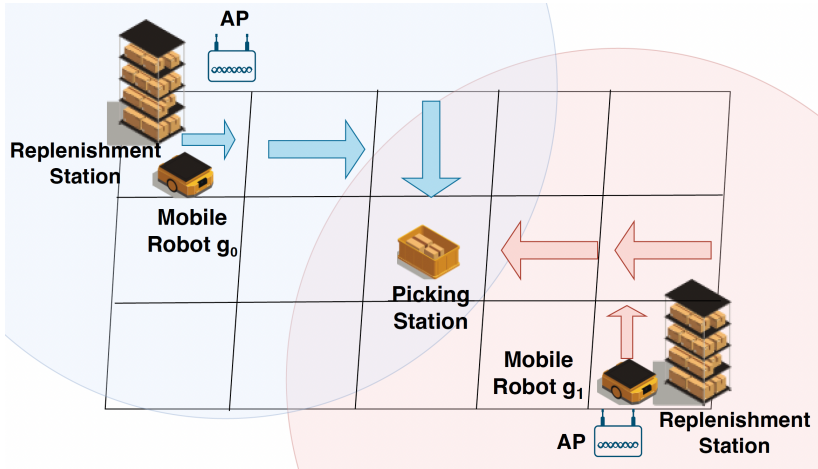 AP
Replenishment
Station
Mobile
Robot g₀
Picking
Station
Mobile
Robot g₁
AP
Replenishment
Station